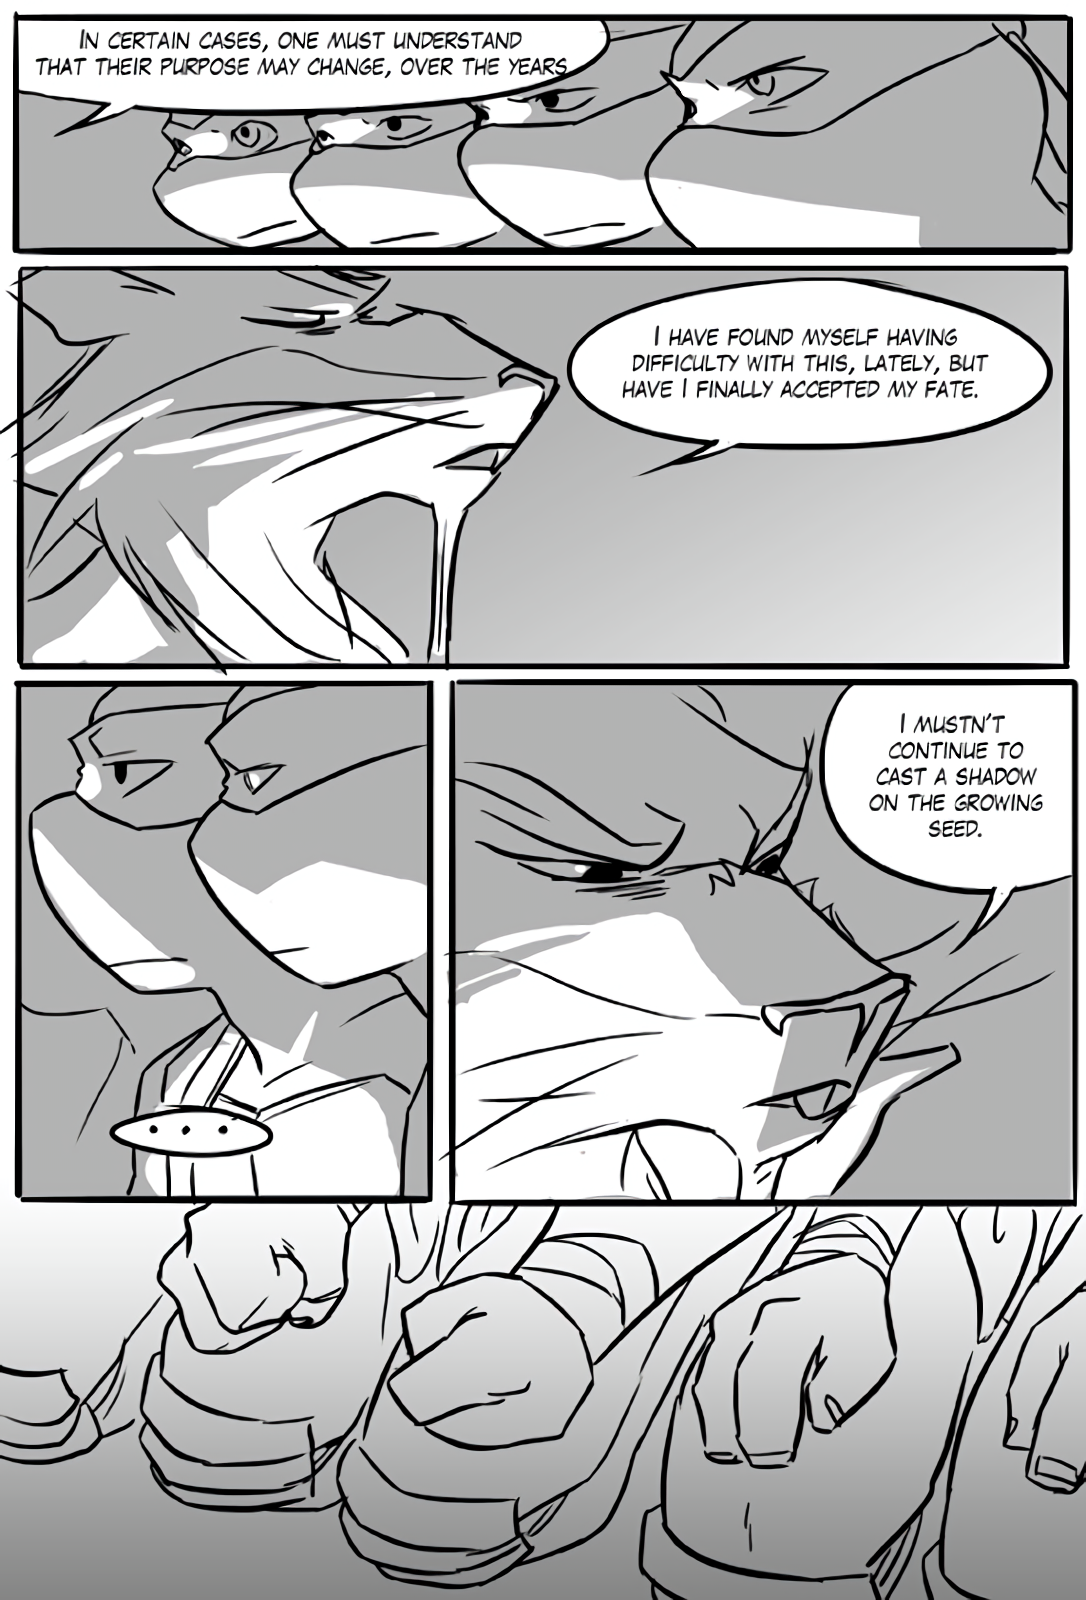 IN CERTAIN CASES, ONE MUST UNDERSTAND
THAT THEIR PURPOSE MAY CHANGE, OVER THE YEARS
I HAVE FOUND MYSELF HAVING
DIFFICULTY WITH THIS, LATELY, BUT
HAVE I FINALLY ACCEPTED MY FATE.
I MUSTN'T
CONTINUE TO
CAST A SHADOW
ON THE GROWING
SEED.
...